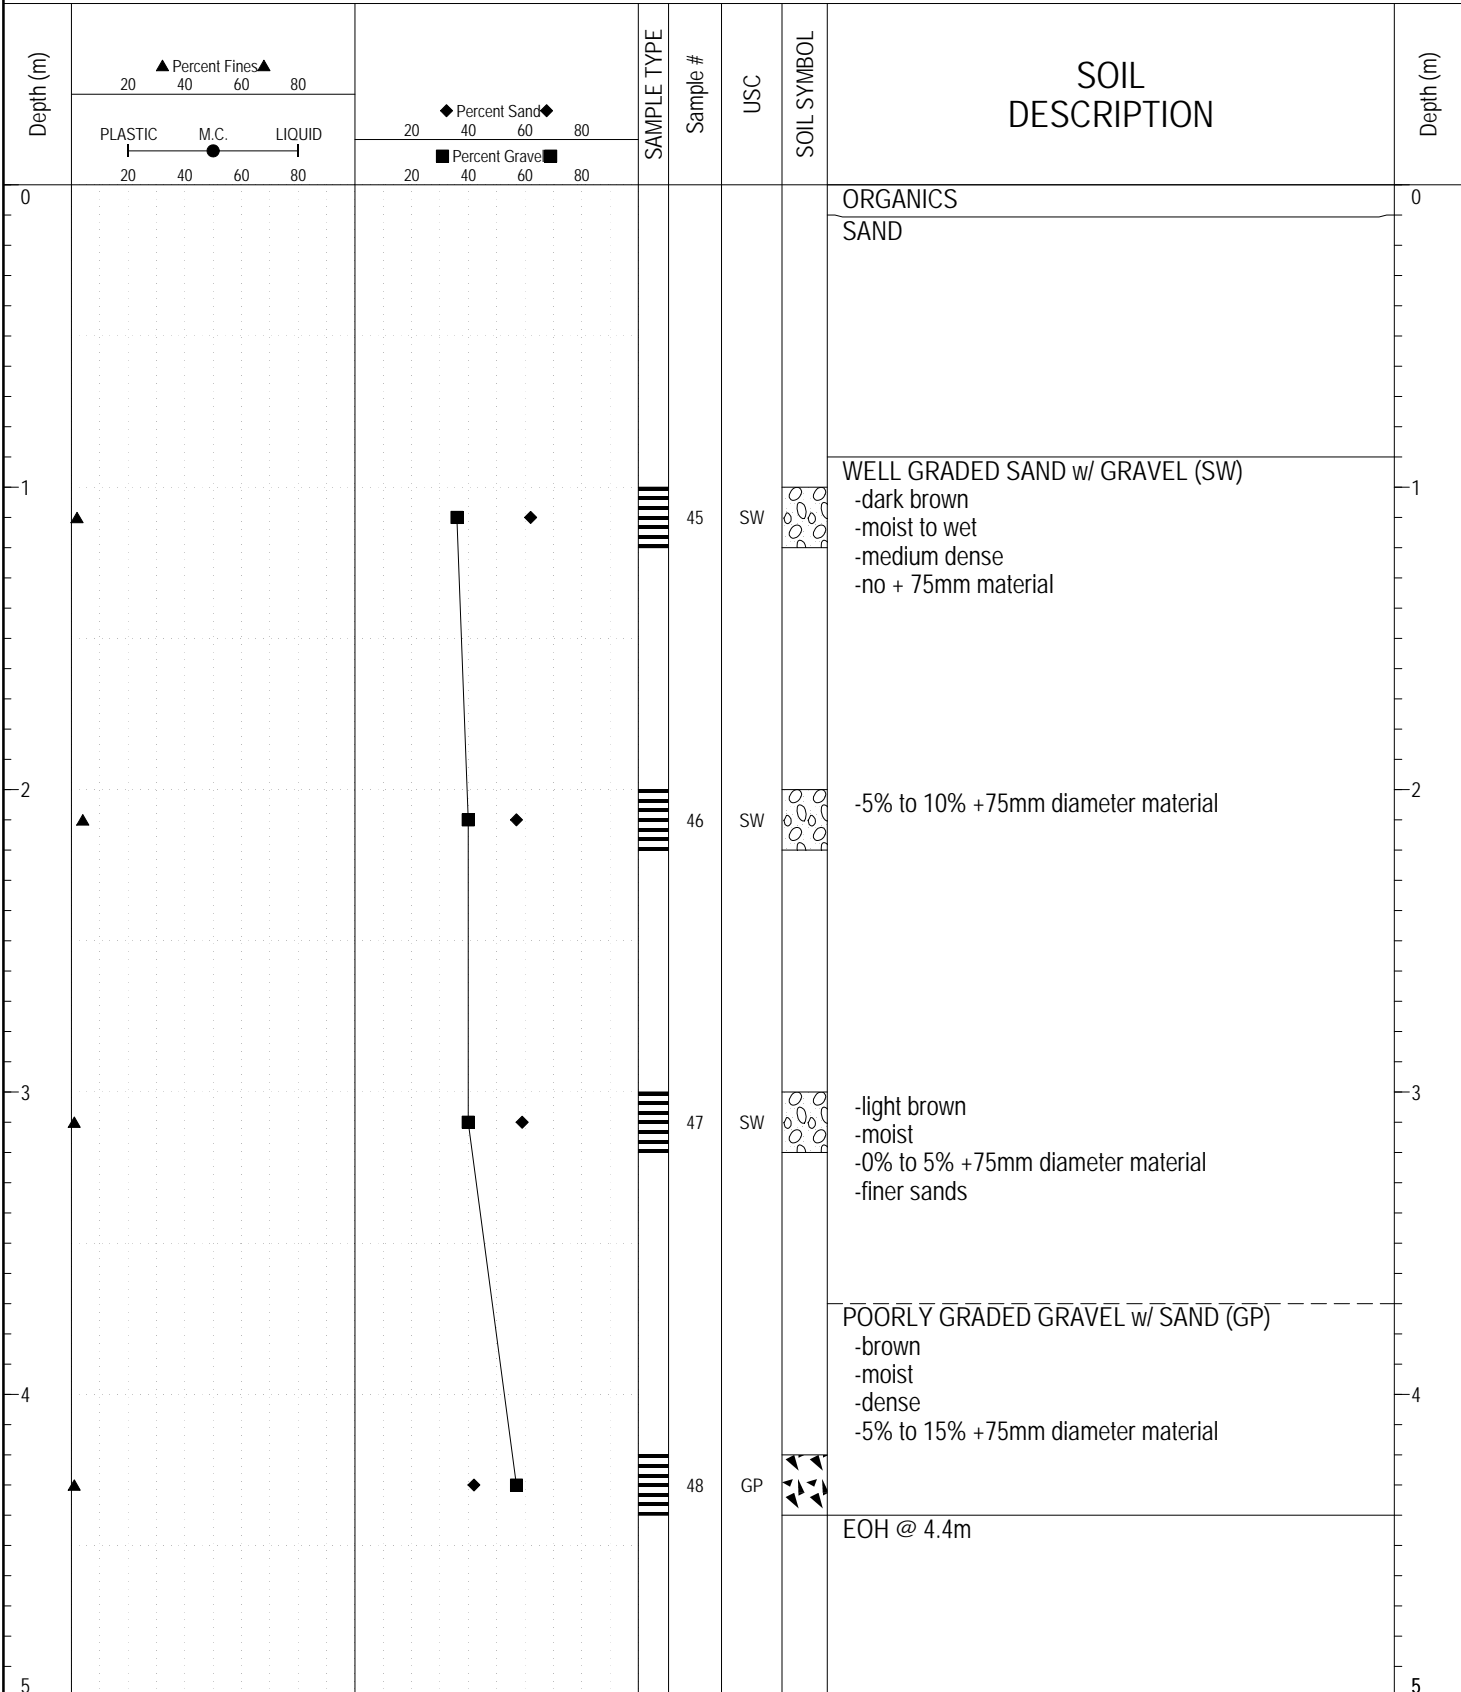 Depth (m)
▲ Percent Fines▲
20 40 60 80
PLASTIC M.C. LIQUID
20 40 60 80
◆ Percent Sand◆
20 40 60 80
■ Percent Gravel■
20 40 60 80
SAMPLE TYPE
Sample #
USC
SOIL SYMBOL
SOIL
DESCRIPTION
Depth (m)
0 ORGANICS 0
SAND
WELL GRADED SAND w/ GRAVEL (SW)
1 1
-dark brown
45 SW -moist to wet
-medium dense
-no + 75mm material
2 2
-5% to 10% +75mm diameter material
46 SW
3 3
-light brown
47 SW -moist
-0% to 5% +75mm diameter material
-finer sands
POORLY GRADED GRAVEL w/ SAND (GP)
-brown
-moist
4 4
-dense
-5% to 15% +75mm diameter material
48 GP
EOH @ 4.4m
5 5